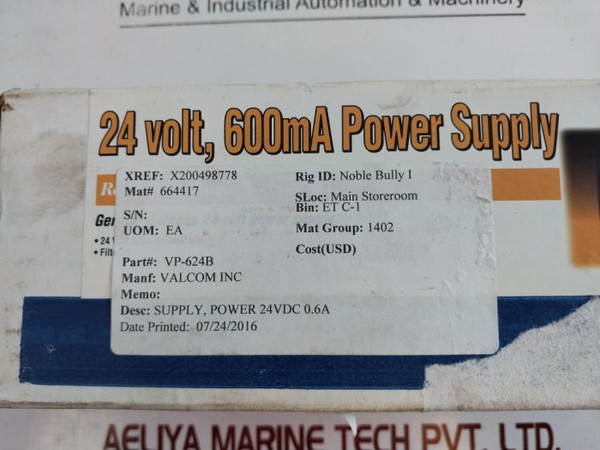 Marine & Industrial Automation & Machinery
24 volt, 600mA Power Supply
XREF: X200498778
Rig ID: Noble Bully I
Mat# 664417
SLoc: Main Storeroom
S/N:
Bin: ET C-1
UOM: EA
Mat Group: 1402
Cost(USD)
Part#: VP-624B
Manf: VALCOM INC
Memo:
Desc: SUPPLY, POWER 24VDC 0.6A
Date Printed: 07/24/2016
AELIYA MARINE TECH PVT. LTD.